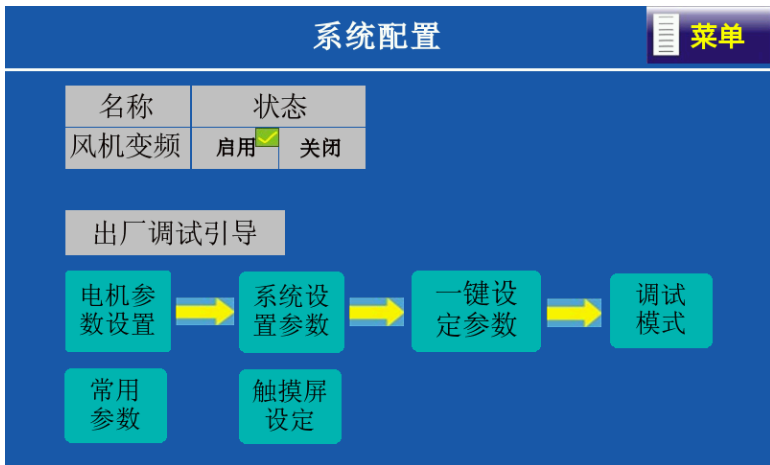 系统配置
菜单
名称 状态
风机变频 启用 关闭
出厂调试引导
电机参 系统设 一键设 调试
数设置 置参数 定参数 模式
常用 触摸屏
参数 设定